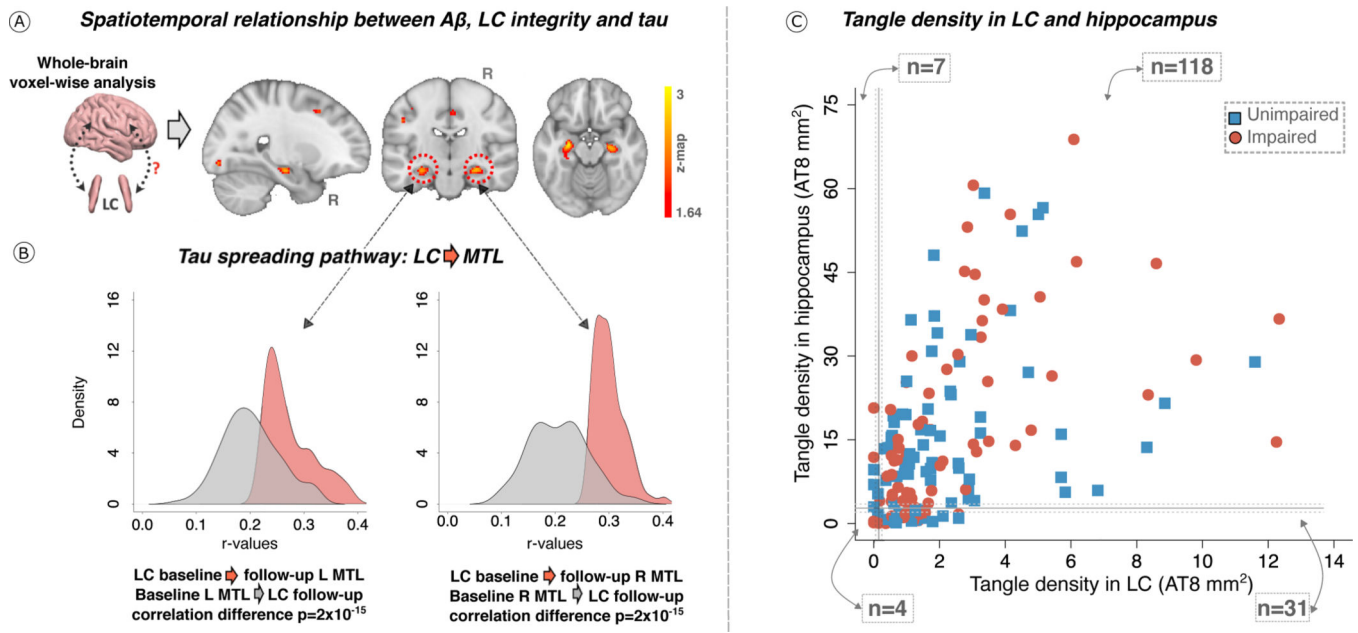 A Spatiotemporal relationship between Aβ, LC integrity and tau
Whole-brain
voxel-wise analysis
?
LC
R
R
3
z-map
1.64
B Tau spreading pathway: LC MTL
16
12
8
4
0
Density
0.0 0.1 0.2 0.3 0.4
r-values
LC baseline follow-up L MTL
Baseline L MTL LC follow-up
correlation difference p=2x10⁻¹⁵
16
12
8
4
0
0.0 0.1 0.2 0.3 0.4
r-values
LC baseline follow-up R MTL
Baseline R MTL LC follow-up
correlation difference p=2x10⁻¹⁵
C Tangle density in LC and hippocampus
n=7
n=118
Unimpaired
Impaired
75
60
45
30
15
0
Tangle density in hippocampus (AT8 mm²)
0 2 4 6 8 10 12 14
Tangle density in LC (AT8 mm²)
n=4
n=31